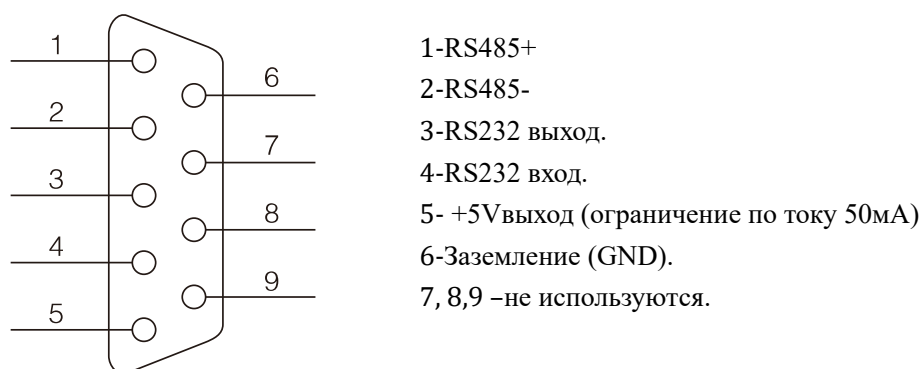 1
2
3
4
5
6
7
8
9
1-RS485+
2-RS485-
3-RS232 выход.
4-RS232 вход.
5- +5Vвыход (ограничение по току 50мА)
6-Заземление (GND).
7, 8,9 –не используются.